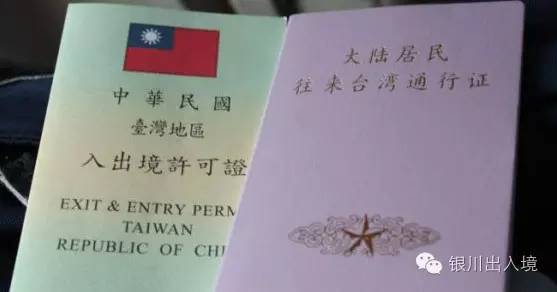 中華民國
臺灣地區
入出境許可證
EXIT & ENTRY PERM
TAIWAN
REPUBLIC OF CHI
大陆居民
往来台湾通行证
银川出入境